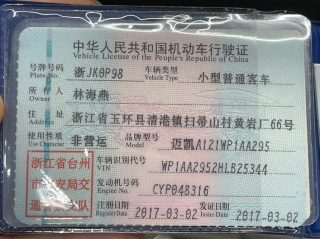 中华人民共和国机动车行驶证
Vehicle License of the People's Republic of China
号牌号码 浙JK0P98 车辆类型 小型普通客车
Plate No. Vehicle Type
所有人 林海燕
Owner
住址 浙江省玉环县清港镇扫帚山村黄岩厂66号
Address
使用性质 非营运 品牌型号 迈凯A121WP1AA295
Use Character Model
浙江省台州 车辆识别代号 WP1AA2952HLB25344
VIN
市公安局交 发动机号码 CYP048316
Engine No.
通警察支队 注册日期 2017-03-02 发证日期 2017-03-02
Register Date Issue Date